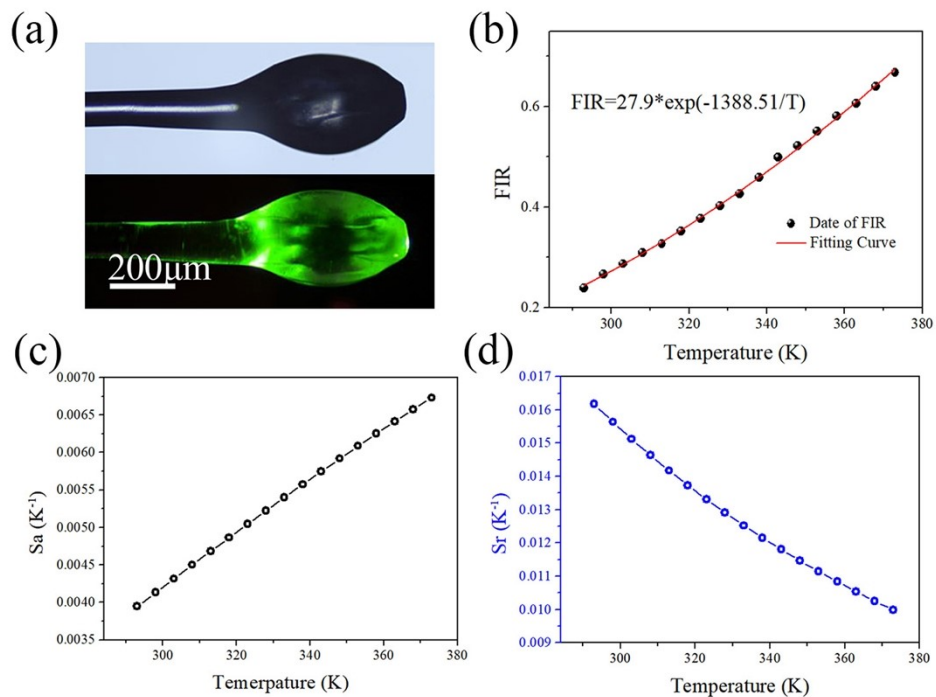 (a)
200μm
(b)
FIR=27.9*exp(-1388.51/T)
Date of FIR
Fitting Curve
FIR
0.6
0.4
0.2
300 320 340 360 380
Temperature (K)
(c)
Sa (K⁻¹)
0.0070
0.0065
0.0060
0.0055
0.0050
0.0045
0.0040
0.0035
300 320 340 360 380
Temerpature (K)
(d)
Sr (K⁻¹)
0.017
0.016
0.015
0.014
0.013
0.012
0.011
0.010
0.009
300 320 340 360 380
Temperature (K)